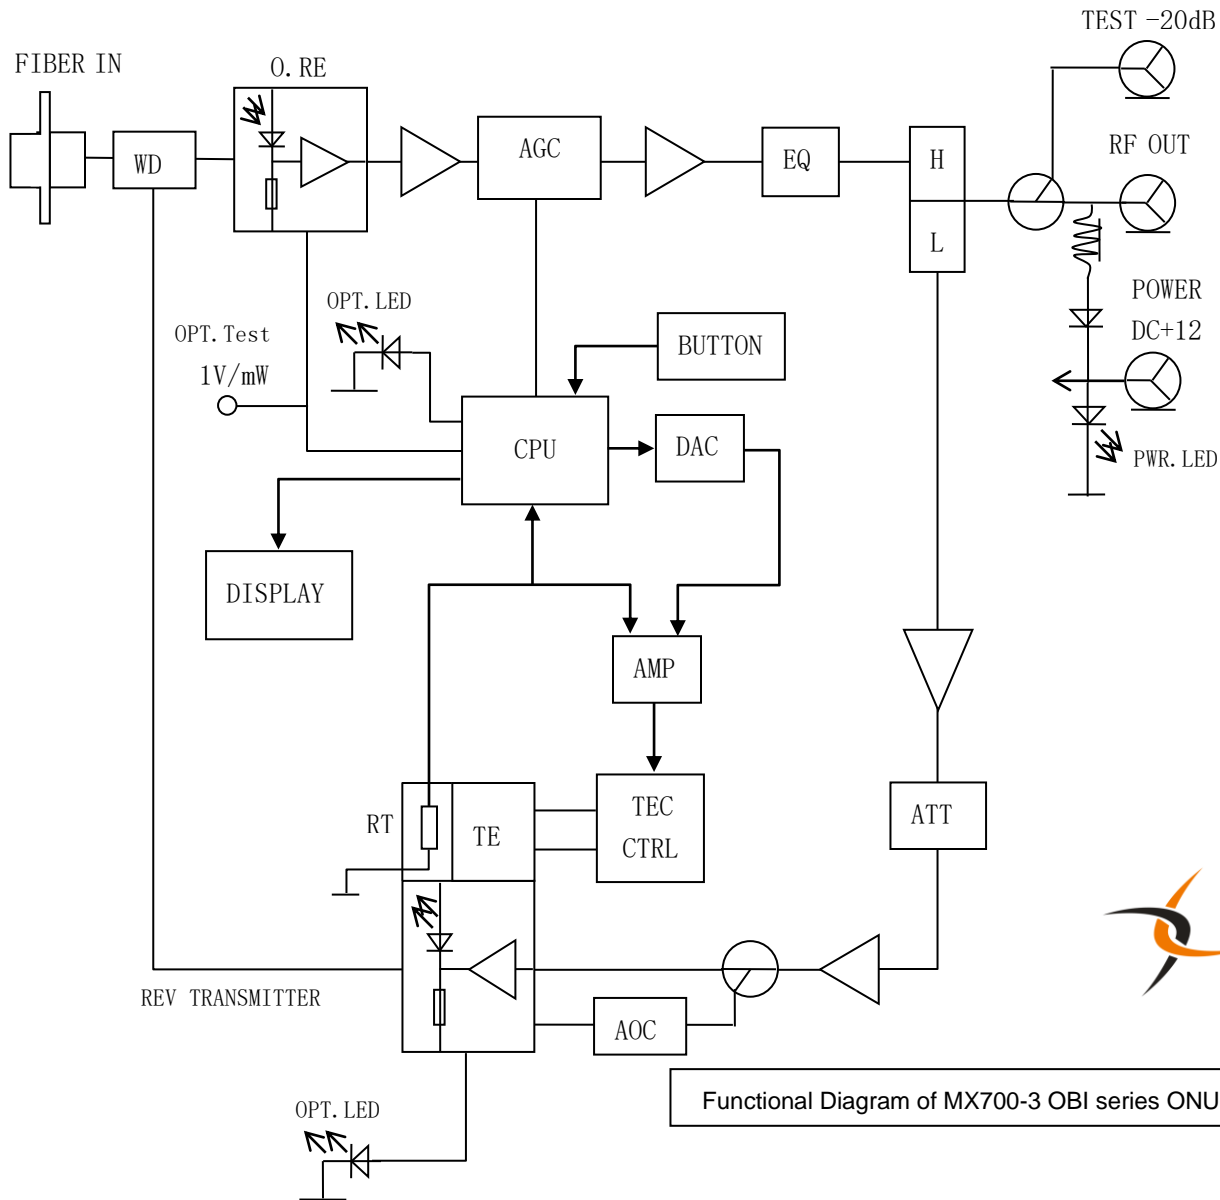 TEST -20dB
FIBER IN
O. RE
WD
AGC
EQ
H
L
RF OUT
OPT. LED
OPT. Test
1V/mW
BUTTON
POWER
DC+12
CPU
DAC
PWR. LED
DISPLAY
AMP
RT
TE
TEC
CTRL
ATT
REV TRANSMITTER
AOC
Functional Diagram of MX700-3 OBI series ONU
OPT. LED